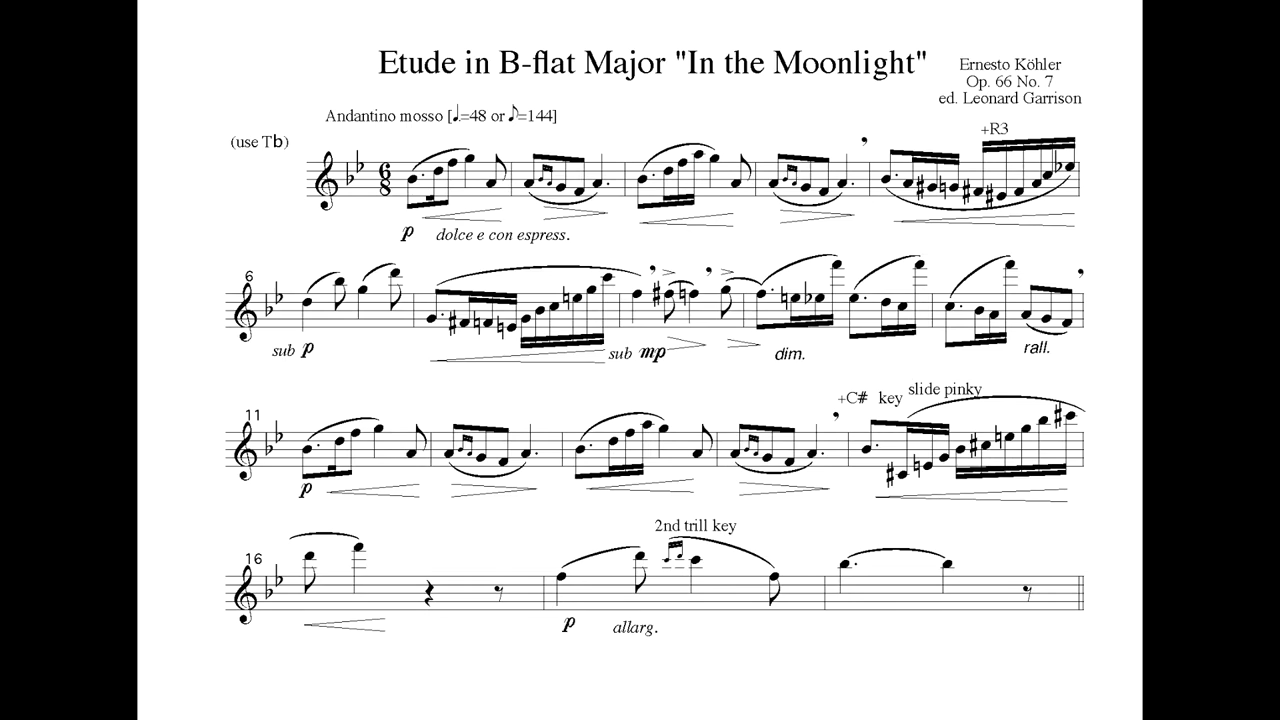 Etude in B-flat Major "In the Moonlight"
Ernesto Köhler
Op. 66 No. 7
ed. Leonard Garrison
Andantino mosso [♩.=48 or ♪=144]
(use T♭)
+R3
6
8
p dolce e con espress.
6
sub p
sub mp
dim.
rall.
11
+C# key
slide pinky
p
16
2nd trill key
p allarg.